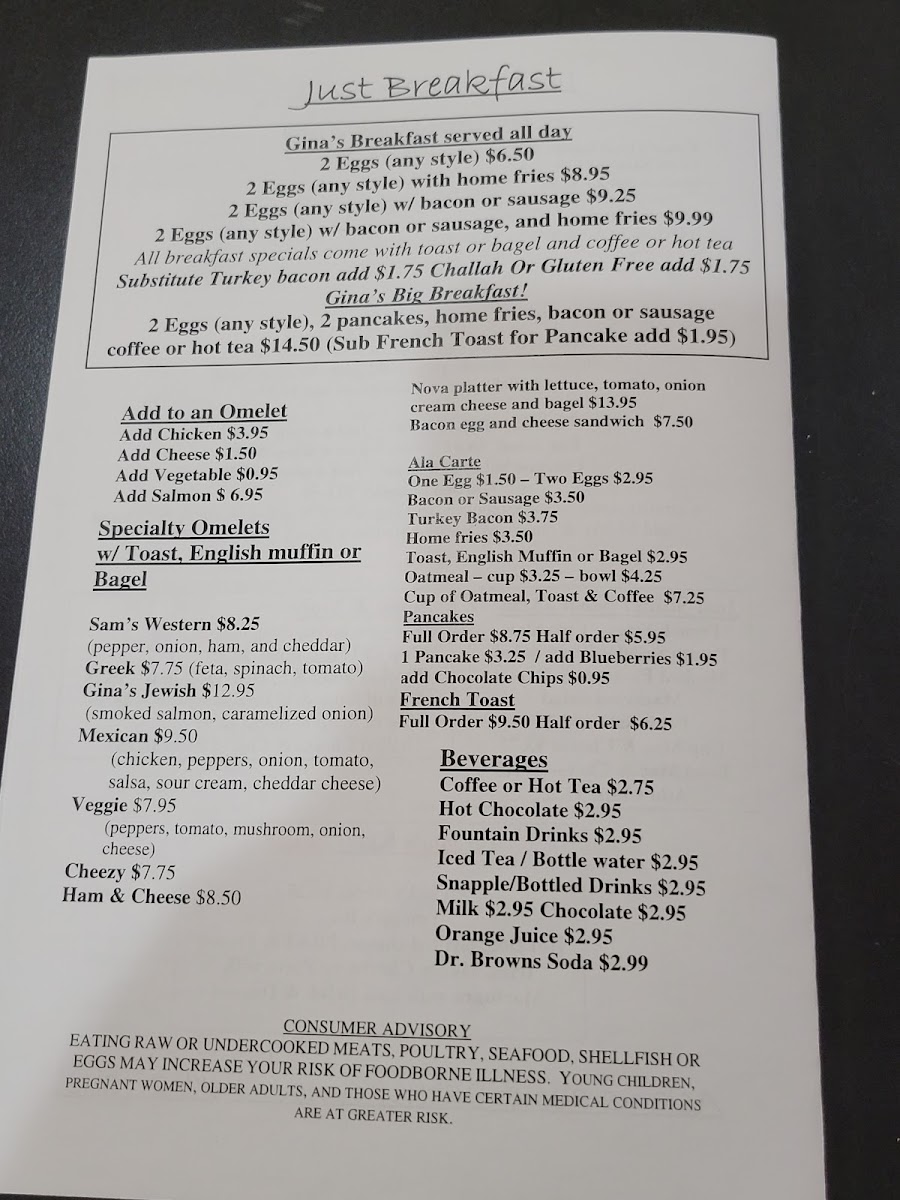 Just Breakfast
Gina's Breakfast served all day
2 Eggs (any style) $6.50
2 Eggs (any style) with home fries $8.95
2 Eggs (any style) w/ bacon or sausage $9.25
2 Eggs (any style) w/ bacon or sausage, and home fries $9.99
All breakfast specials come with toast or bagel and coffee or hot tea
Substitute Turkey bacon add $1.75 Challah Or Gluten Free add $1.75
Gina's Big Breakfast!
2 Eggs (any style), 2 pancakes, home fries, bacon or sausage
coffee or hot tea $14.50 (Sub French Toast for Pancake add $1.95)
Add to an Omelet
Add Chicken $3.95
Add Cheese $1.50
Add Vegetable $0.95
Add Salmon $ 6.95
Specialty Omelets
w/ Toast, English muffin or
Bagel
Sam's Western $8.25
(pepper, onion, ham, and cheddar)
Greek $7.75 (feta, spinach, tomato)
Gina's Jewish $12.95
(smoked salmon, caramelized onion)
Mexican $9.50
(chicken, peppers, onion, tomato,
salsa, sour cream, cheddar cheese)
Veggie $7.95
(peppers, tomato, mushroom, onion,
cheese)
Cheezy $7.75
Ham & Cheese $8.50
Nova platter with lettuce, tomato, onion
cream cheese and bagel $13.95
Bacon egg and cheese sandwich $7.50
Ala Carte
One Egg $1.50 – Two Eggs $2.95
Bacon or Sausage $3.50
Turkey Bacon $3.75
Home fries $3.50
Toast, English Muffin or Bagel $2.95
Oatmeal – cup $3.25 – bowl $4.25
Cup of Oatmeal, Toast & Coffee $7.25
Pancakes
Full Order $8.75 Half order $5.95
1 Pancake $3.25 / add Blueberries $1.95
add Chocolate Chips $0.95
French Toast
Full Order $9.50 Half order $6.25
Beverages
Coffee or Hot Tea $2.75
Hot Chocolate $2.95
Fountain Drinks $2.95
Iced Tea / Bottle water $2.95
Snapple/Bottled Drinks $2.95
Milk $2.95 Chocolate $2.95
Orange Juice $2.95
Dr. Browns Soda $2.99
CONSUMER ADVISORY
EATING RAW OR UNDERCOOKED MEATS, POULTRY, SEAFOOD, SHELLFISH OR
EGGS MAY INCREASE YOUR RISK OF FOODBORNE ILLNESS. YOUNG CHILDREN,
PREGNANT WOMEN, OLDER ADULTS, AND THOSE WHO HAVE CERTAIN MEDICAL CONDITIONS
ARE AT GREATER RISK.